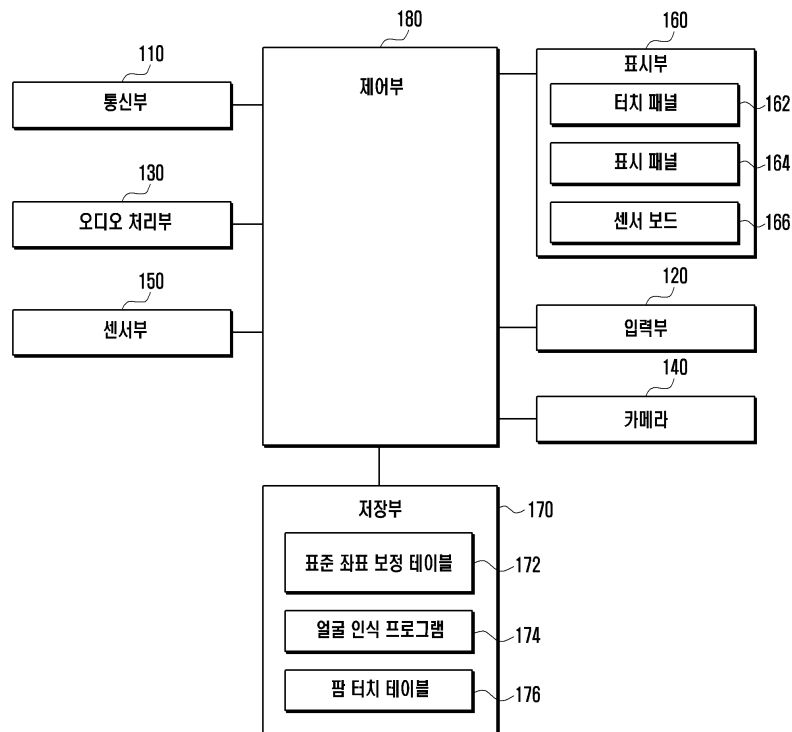 180
제어부
110
통신부
130
오디오 처리부
150
센서부
160
표시부
터치 패널
162
표시 패널
164
센서 보드
166
120
입력부
140
카메라
저장부
170
표준 좌표 보정 테이블
172
얼굴 인식 프로그램
174
팜 터치 테이블
176